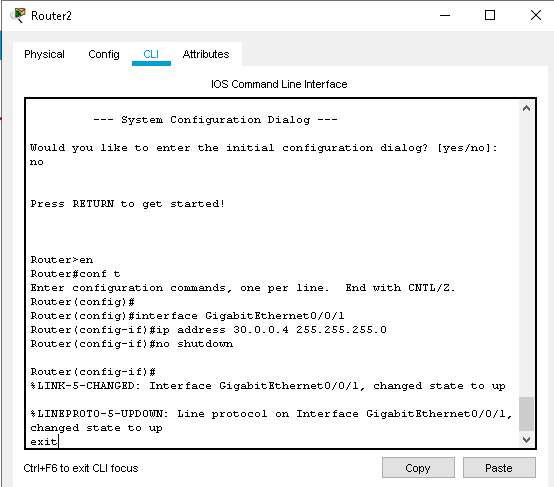 Router2
Physical Config CLI Attributes
IOS Command Line Interface
--- System Configuration Dialog ---
Would you like to enter the initial configuration dialog? [yes/no]:
no
Press RETURN to get started!
Router>en
Router#conf t
Enter configuration commands, one per line.  End with CNTL/Z.
Router(config)#
Router(config)#interface GigabitEthernet0/0/1
Router(config-if)#ip address 30.0.0.4 255.255.255.0
Router(config-if)#no shutdown
Router(config-if)#
%LINK-5-CHANGED: Interface GigabitEthernet0/0/1, changed state to up
%LINEPROTO-5-UPDOWN: Line protocol on Interface GigabitEthernet0/0/1,
changed state to up
exit
Ctrl+F6 to exit CLI focus
Copy Paste